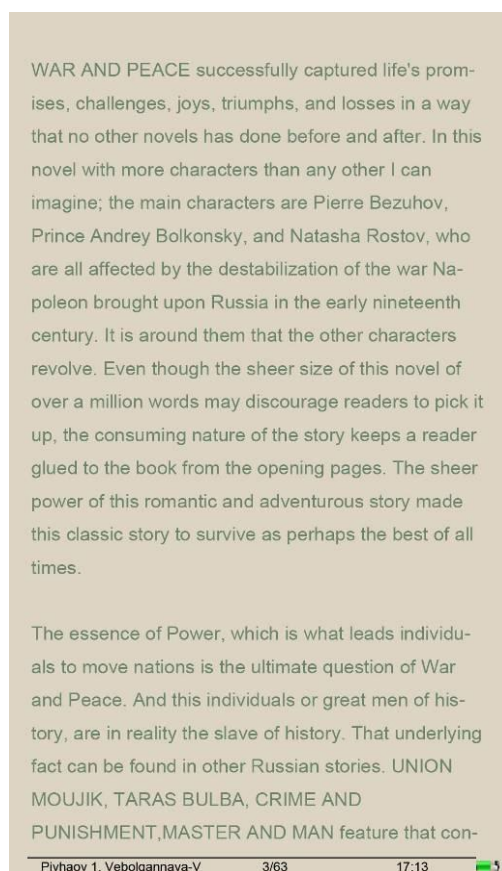 WAR AND PEACE successfully captured life's prom-
ises, challenges, joys, triumphs, and losses in a way
that no other novels has done before and after. In this
novel with more characters than any other I can
imagine; the main characters are Pierre Bezuhov,
Prince Andrey Bolkonsky, and Natasha Rostov, who
are all affected by the destabilization of the war Na-
poleon brought upon Russia in the early nineteenth
century. It is around them that the other characters
revolve. Even though the sheer size of this novel of
over a million words may discourage readers to pick it
up, the consuming nature of the story keeps a reader
glued to the book from the opening pages. The sheer
power of this romantic and adventurous story made
this classic story to survive as perhaps the best of all
times.
The essence of Power, which is what leads individu-
als to move nations is the ultimate question of War
and Peace. And this individuals or great men of his-
tory, are in reality the slave of history. That underlying
fact can be found in other Russian stories. UNION
MOUJIK, TARAS BULBA, CRIME AND
PUNISHMENT,MASTER AND MAN feature that con-
1, 3/63 17:13